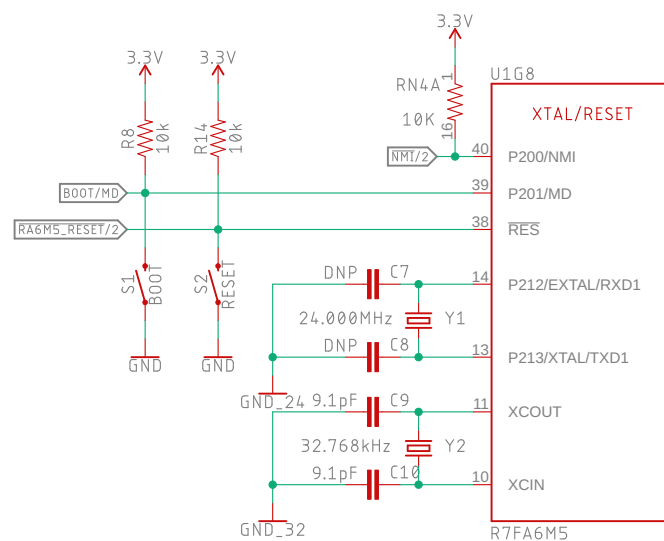 3.3V
U1G8
3.3V
3.3V
RN4A
1
XTAL/RESET
R8
10k
R14
10k
10K
16
NMI/2
40
P200/NMI
BOOT/MD
39
P201/MD
RA6M5_RESET/2
38
RES
S1
BOOT
S2
RESET
DNP
C7
14
P212/EXTAL/RXD1
24.000MHz
Y1
DNP
C8
13
P213/XTAL/TXD1
GND
GND
GND_24
9.1pF
C9
11
XCOUT
32.768kHz
Y2
9.1pF
C10
10
XCIN
GND_32
R7FA6M5